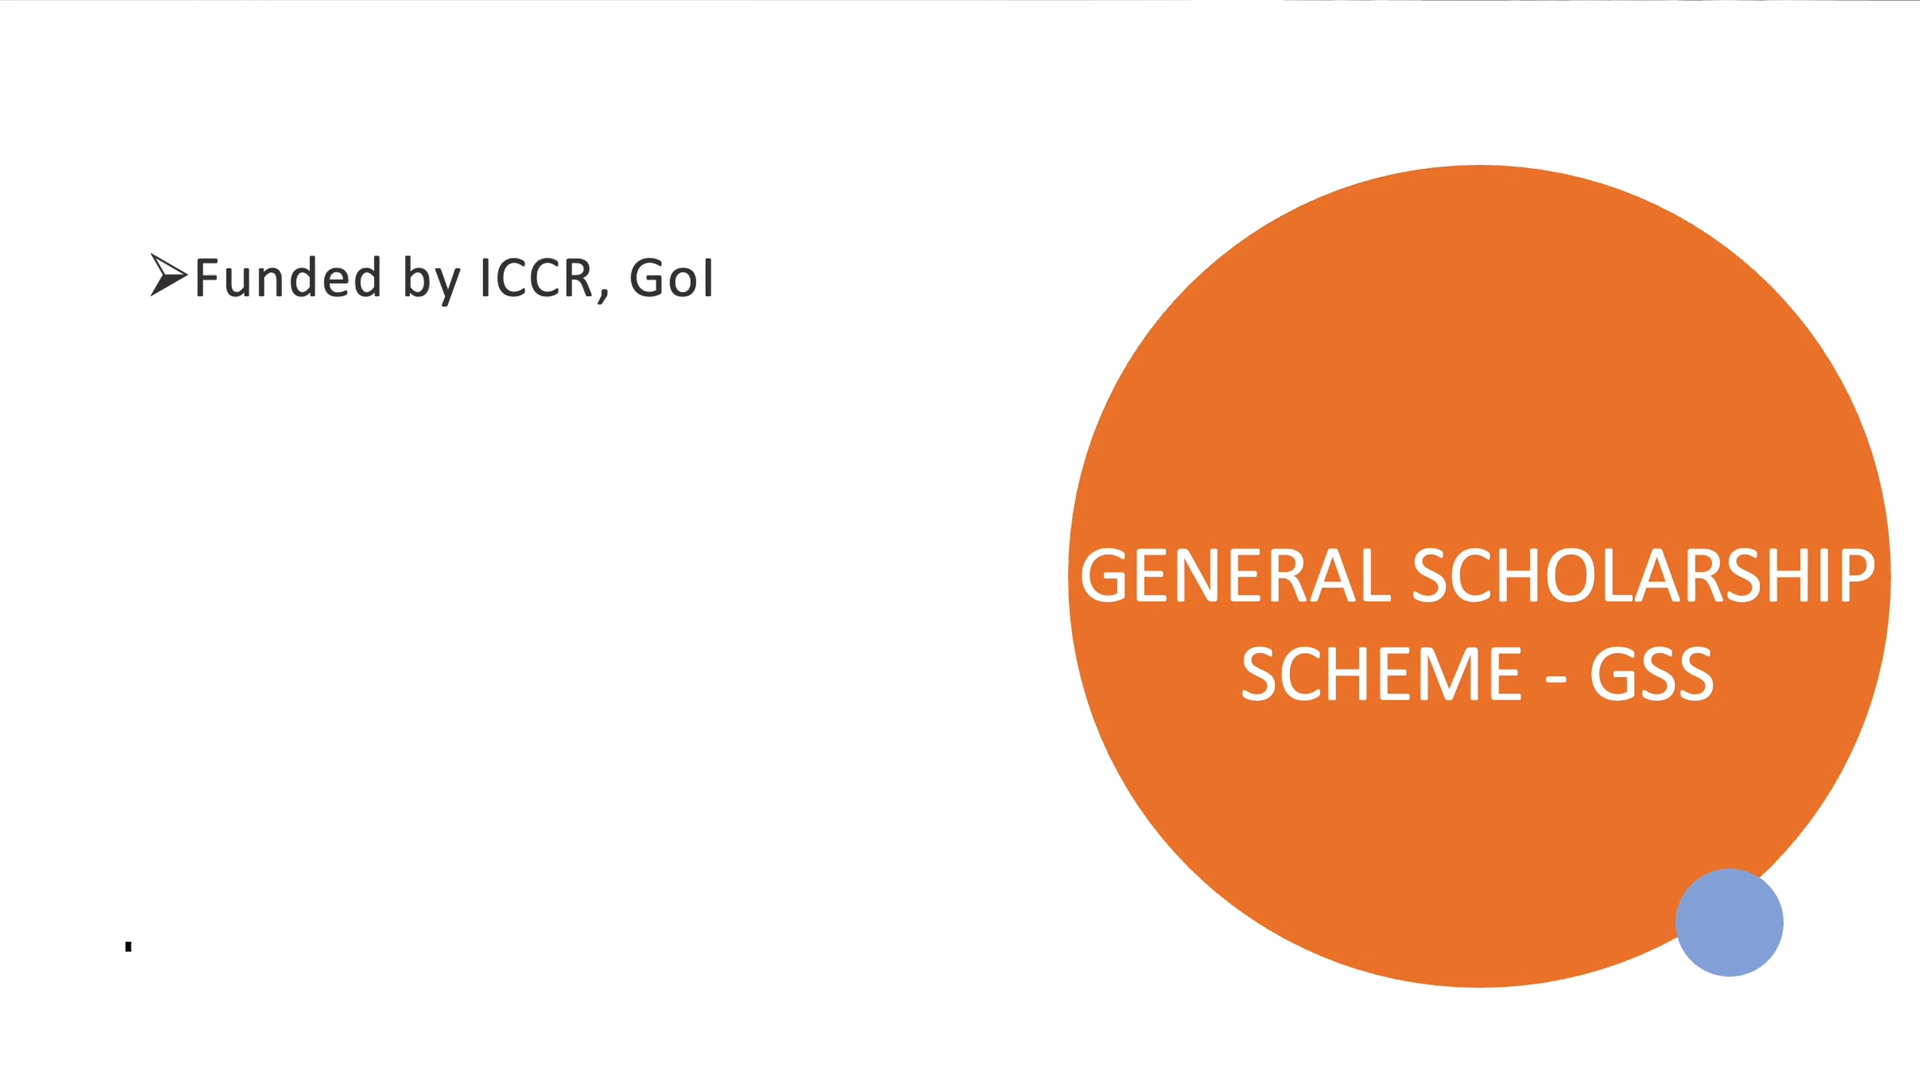 ➢Funded by ICCR, GoI
GENERAL SCHOLARSHIP
SCHEME - GSS